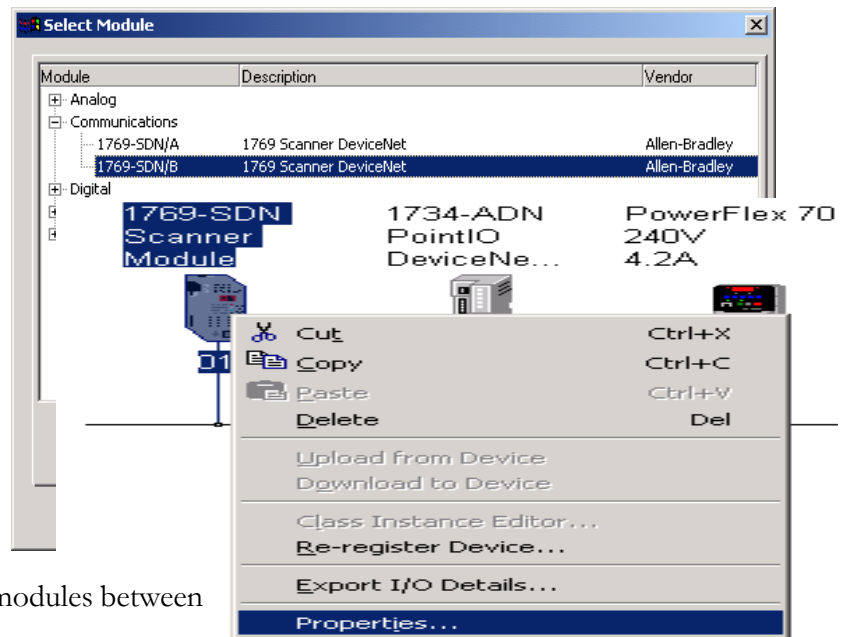 Select Module
Module Description Vendor
Analog
Communications
1769-SDN/A 1769 Scanner DeviceNet Allen-Bradley
1769-SDN/B 1769 Scanner DeviceNet Allen-Bradley
Digital
1769-SDN 1734-ADN PowerFlex 70
Scanner PointIO 240V
Module DeviceNe... 4.2A
Cut Ctrl+X
01
Copy Ctrl+C
Paste Ctrl+V
Delete Del
Upload from Device
Download to Device
Class Instance Editor...
Re-register Device...
Export I/O Details...
modules between
Properties...